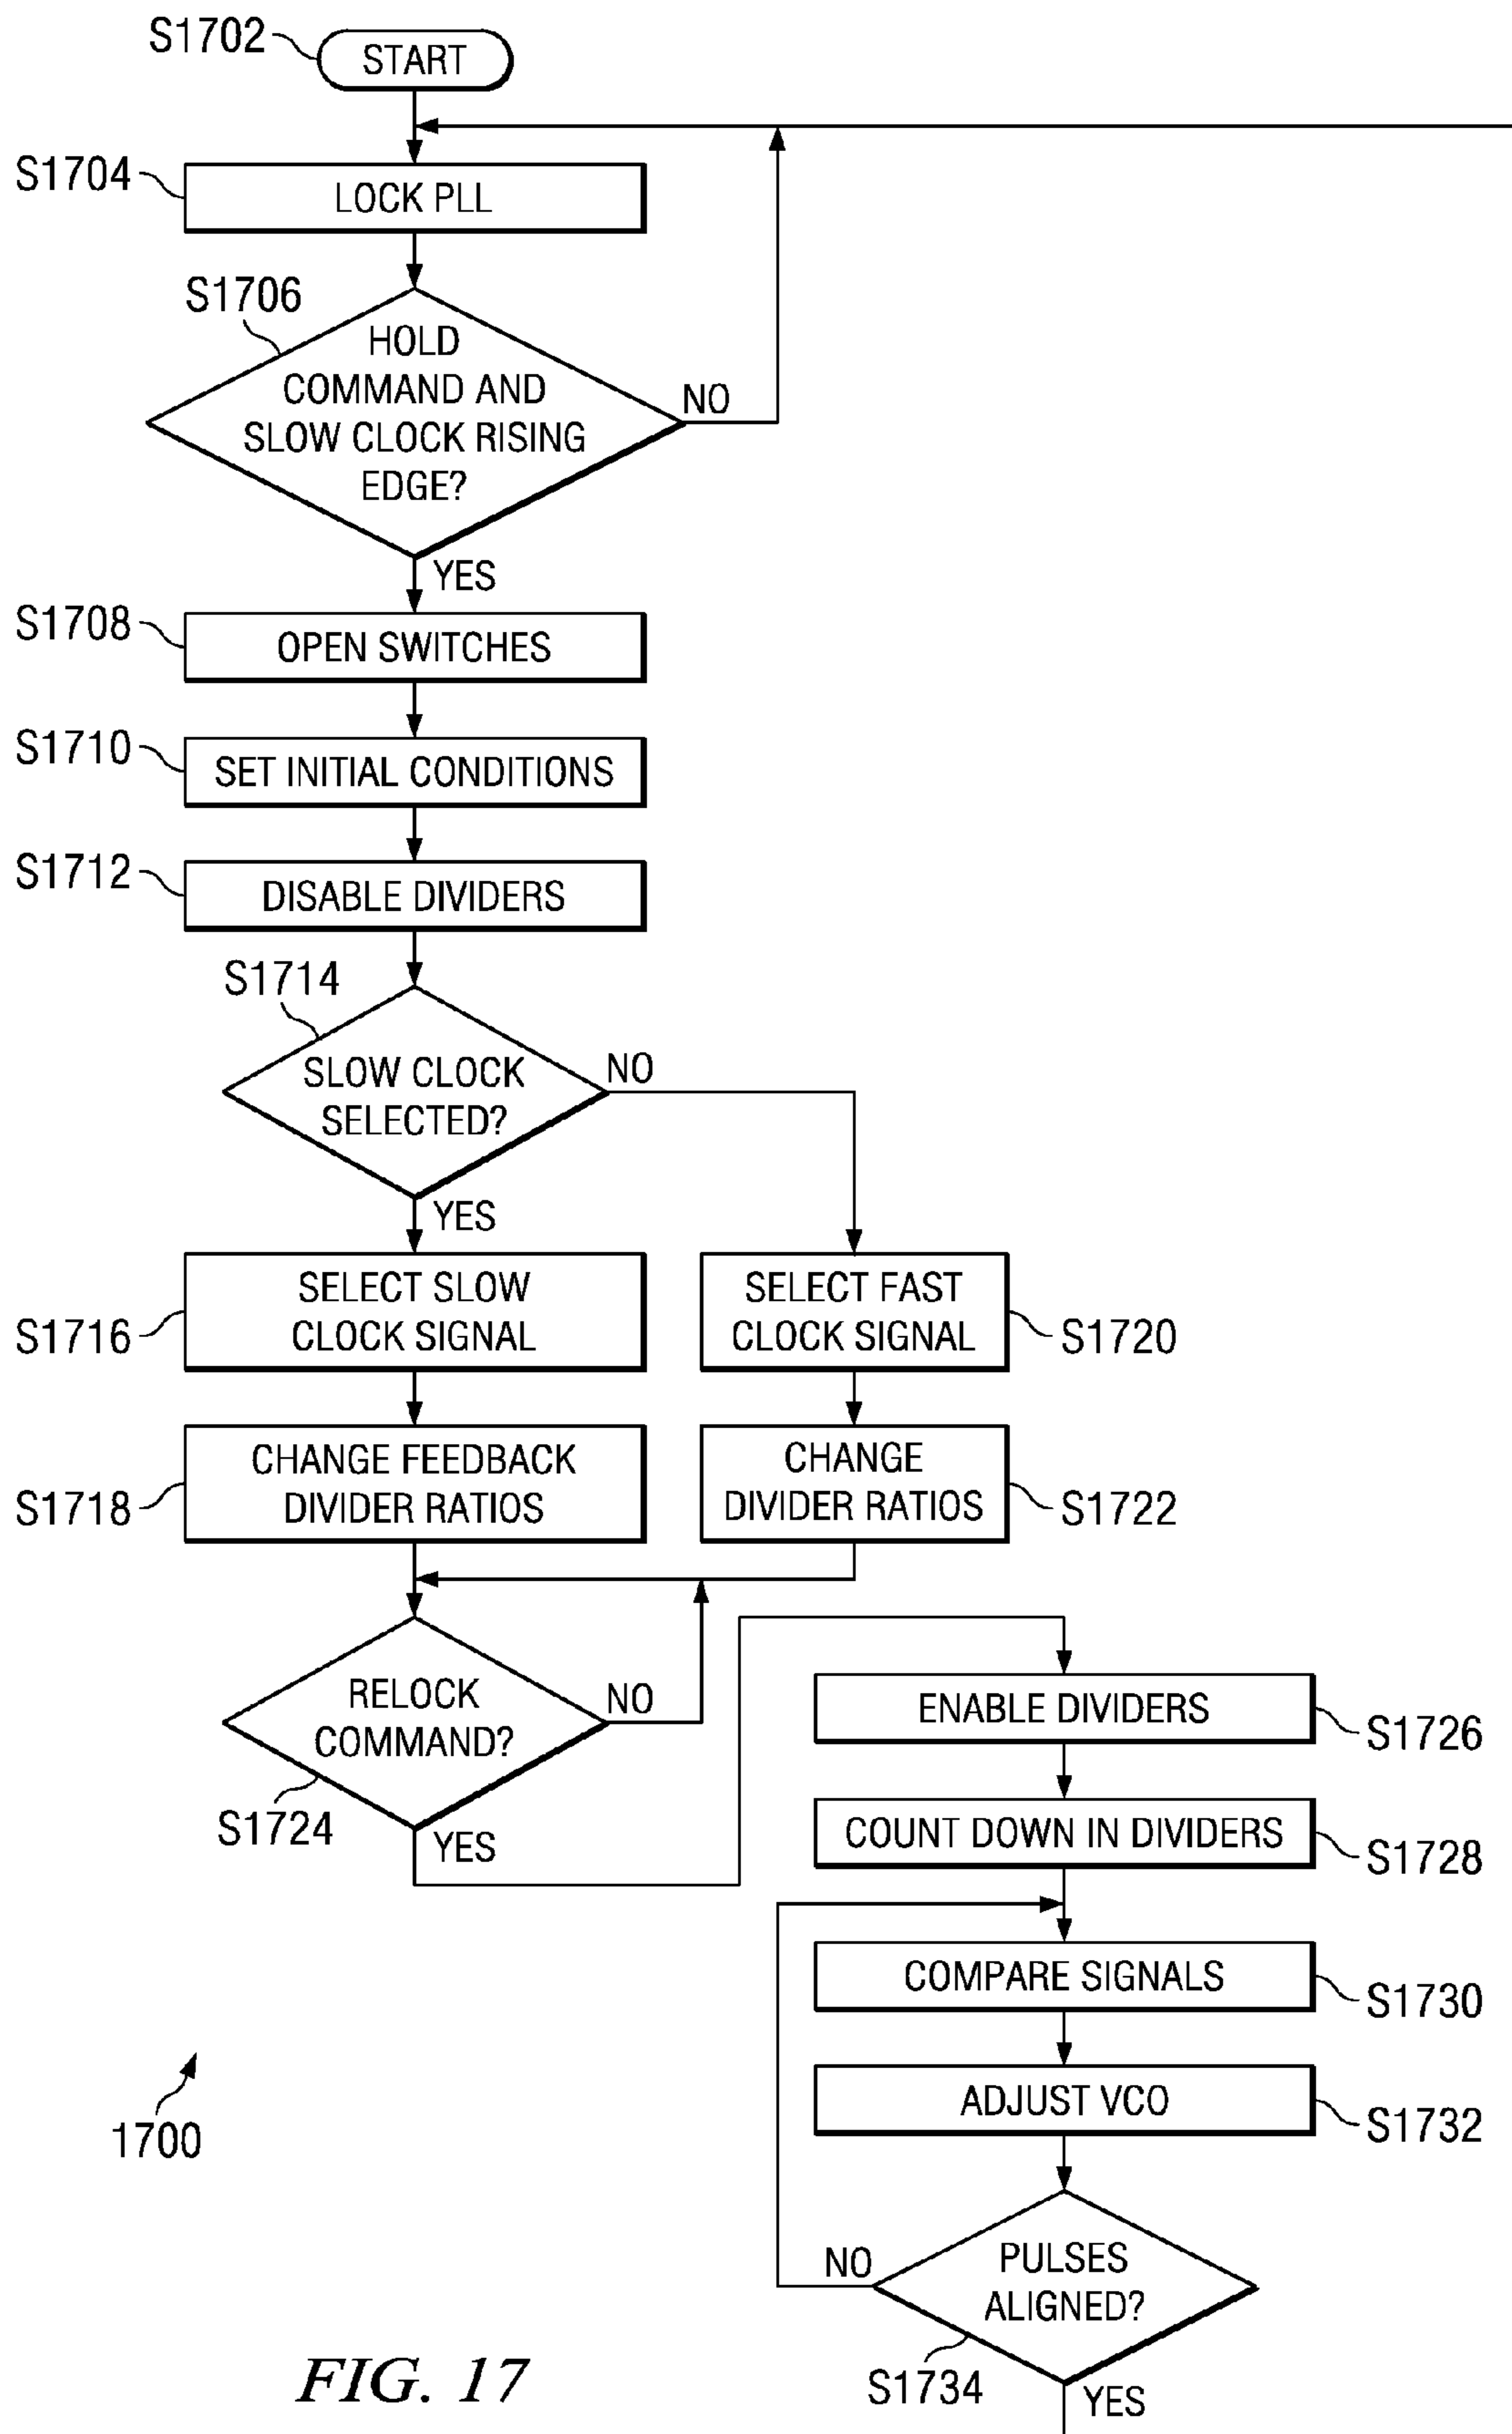 S1702
START
S1704
LOCK PLL
S1706
HOLD
COMMAND AND
SLOW CLOCK RISING
EDGE?
NO
YES
S1708
OPEN SWITCHES
S1710
SET INITIAL CONDITIONS
S1712
DISABLE DIVIDERS
S1714
SLOW CLOCK
SELECTED?
NO
YES
S1716
SELECT SLOW
CLOCK SIGNAL
SELECT FAST
CLOCK SIGNAL
S1720
S1718
CHANGE FEEDBACK
DIVIDER RATIOS
CHANGE
DIVIDER RATIOS
S1722
RELOCK
COMMAND?
NO
S1724
YES
ENABLE DIVIDERS
S1726
COUNT DOWN IN DIVIDERS
S1728
COMPARE SIGNALS
S1730
ADJUST VCO
S1732
1700
PULSES
ALIGNED?
NO
S1734
YES
FIG. 17